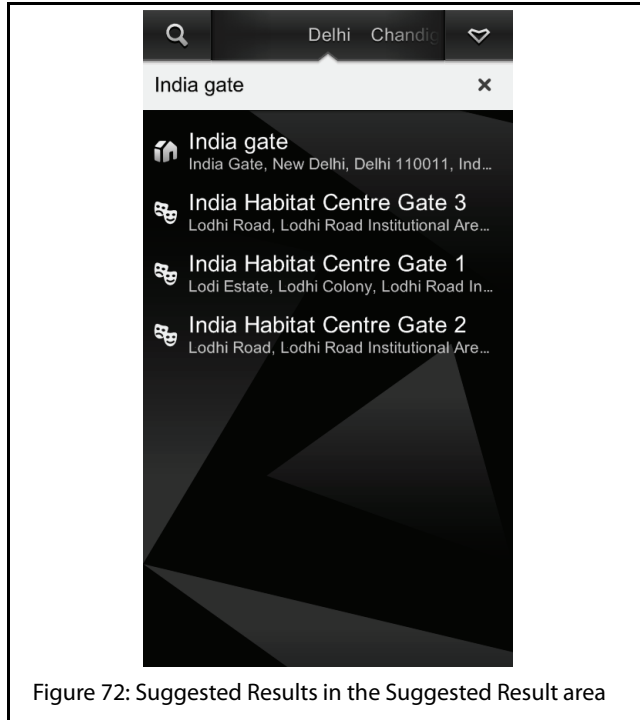 Delhi Chandig
India gate
India gate
India Gate, New Delhi, Delhi 110011, Ind...
India Habitat Centre Gate 3
Lodhi Road, Lodhi Road Institutional Are...
India Habitat Centre Gate 1
Lodi Estate, Lodhi Colony, Lodhi Road In...
India Habitat Centre Gate 2
Lodhi Road, Lodhi Road Institutional Are...
Figure 72: Suggested Results in the Suggested Result area